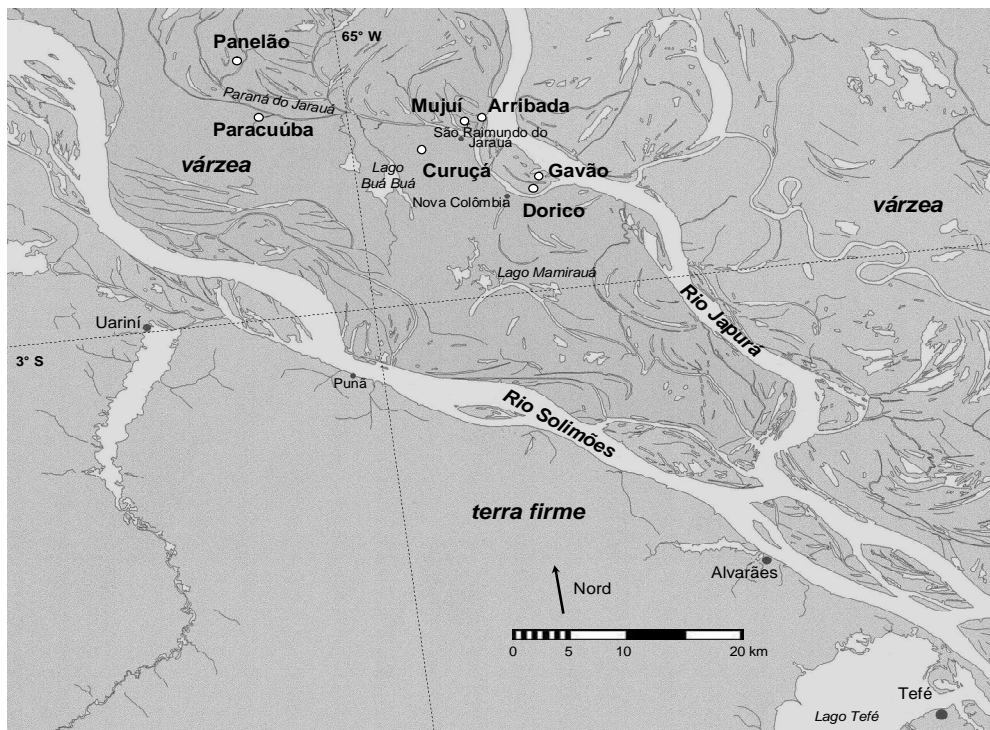 Panelão
65° W
Paraná do Jarauá
Mujuí
Arribada
Paracuúba
São Raimundo do
Jarauá
várzea
Lago
Buá Buá
Curuçá
Gavão
Nova Colômbia
Dorico
várzea
Lago Mamirauá
Rio Japurá
Uariní
3° S
Punã
Rio Solimões
terra firme
Alvarães
Nord
0 5 10 20 km
Tefé
Lago Tefé